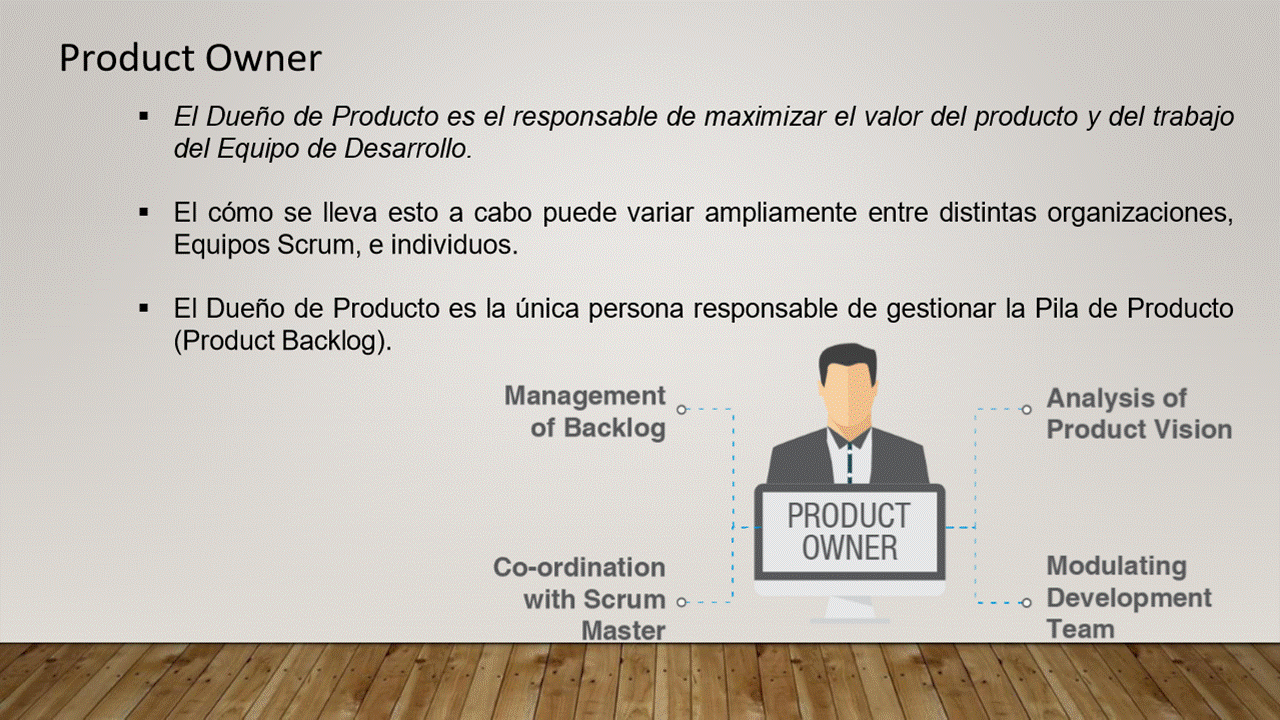 Product Owner
▪ El Dueño de Producto es el responsable de maximizar el valor del producto y del trabajo
del Equipo de Desarrollo.
▪ El cómo se lleva esto a cabo puede variar ampliamente entre distintas organizaciones,
Equipos Scrum, e individuos.
▪ El Dueño de Producto es la única persona responsable de gestionar la Pila de Producto
(Product Backlog).
Management
of Backlog
Analysis of
Product Vision
PRODUCT
OWNER
Co-ordination
with Scrum
Master
Modulating
Development
Team